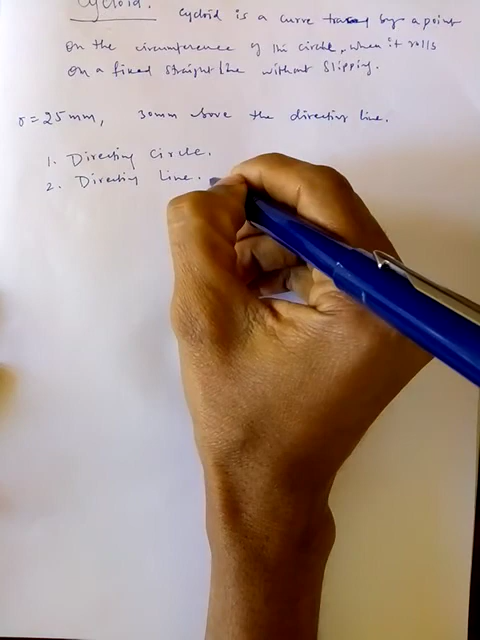 Cycloid. Cycloid is a curve traced by a point
on the circumference of the circle, when it rolls
on a fixed straight line without slipping.
r = 25mm, 30mm above the directing line.
1. Directing Circle.
2. Directing Line.